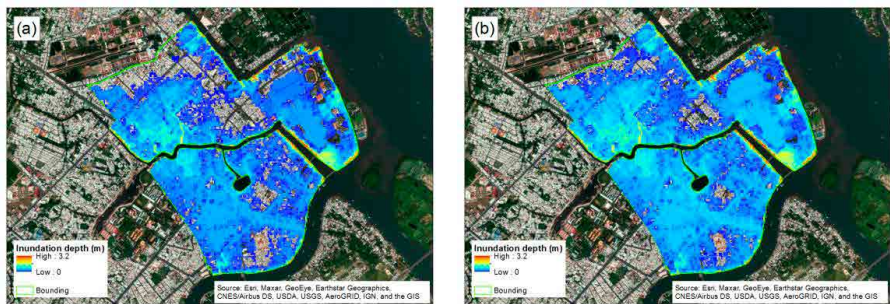 (a)
Inundation depth (m)
High : 3.2
Low : 0
Bounding
Source: Esri, Maxar, GeoEye, Earthstar Geographics,
CNES/Airbus DS, USDA, USGS, AeroGRID, IGN, and the GIS
(b)
Inundation depth (m)
High : 3.2
Low : 0
Bounding
Source: Esri, Maxar, GeoEye, Earthstar Geographics,
CNES/Airbus DS, USDA, USGS, AeroGRID, IGN, and the GIS